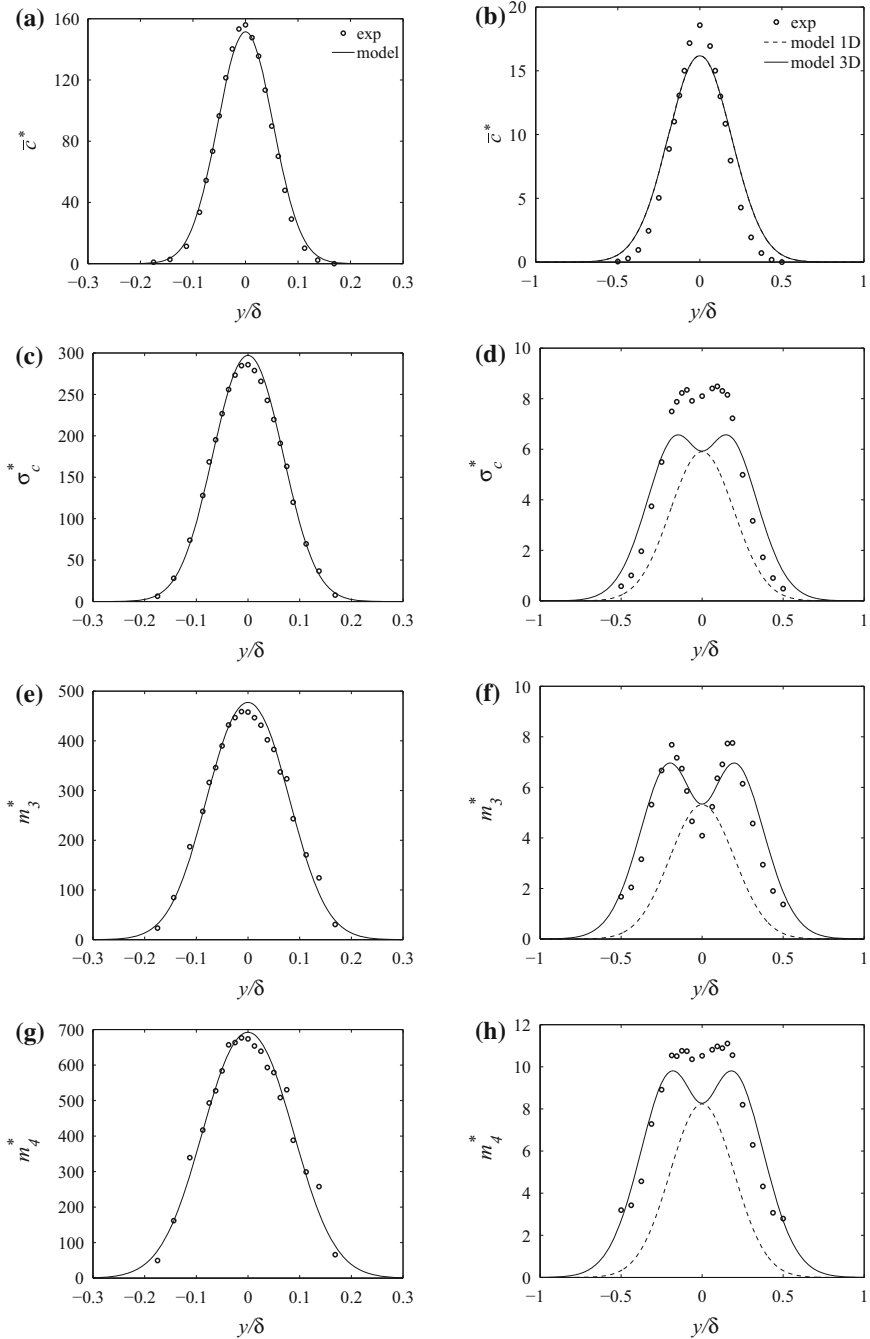 (a)
160
120
80
40
0
c̄*
exp
model
−0.3 −0.2 −0.1 0 0.1 0.2 0.3
y/δ
(b)
20
15
10
5
0
c̄*
exp
model 1D
model 3D
−1 −0.5 0 0.5 1
y/δ
(c)
300
250
200
150
100
50
0
σ*c
−0.3 −0.2 −0.1 0 0.1 0.2 0.3
y/δ
(d)
10
8
6
4
2
0
σ*c
−1 −0.5 0 0.5 1
y/δ
(e)
500
400
300
200
100
0
m*3
−0.3 −0.2 −0.1 0 0.1 0.2 0.3
y/δ
(f)
10
8
6
4
2
0
m*3
−1 −0.5 0 0.5 1
y/δ
(g)
700
600
500
400
300
200
100
0
m*4
−0.3 −0.2 −0.1 0 0.1 0.2 0.3
y/δ
(h)
12
10
8
6
4
2
0
m*4
−1 −0.5 0 0.5 1
y/δ